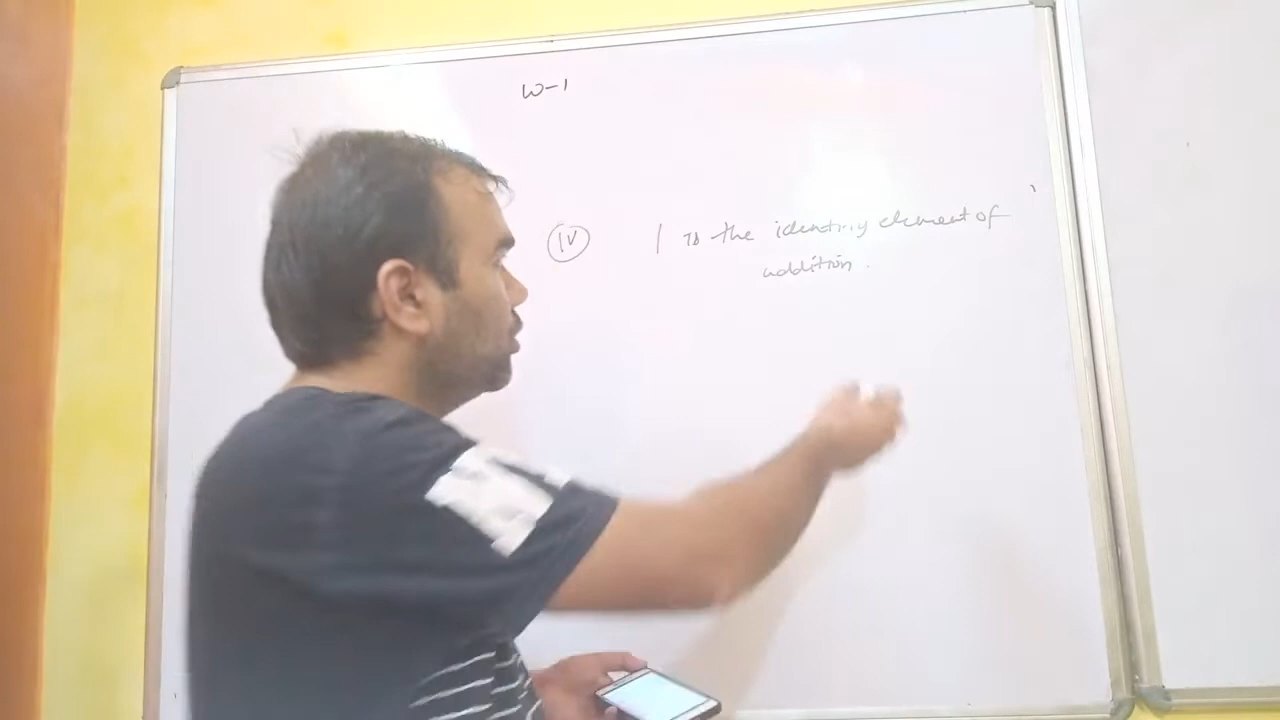 W-1
(IV) 1 is the identity element of
addition.